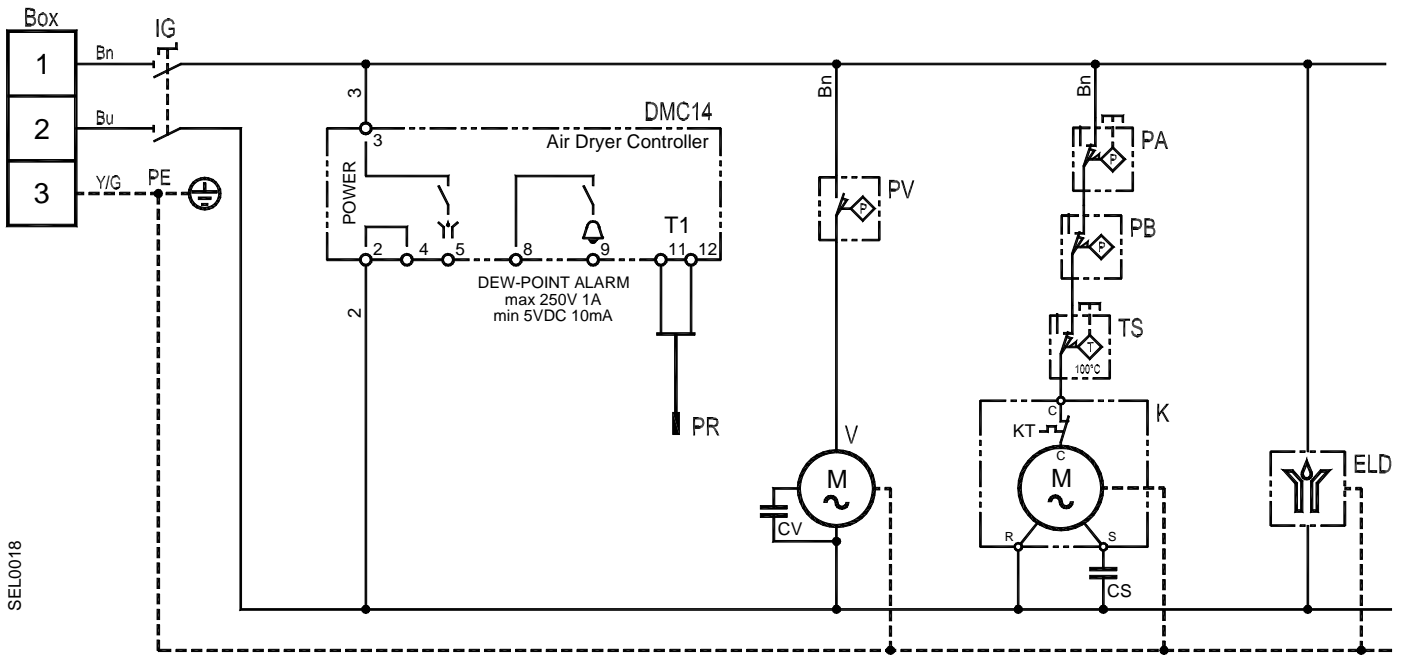 Box
IG
1
Bn
2
Bu
3
Y/G
PE
3
DMC14
3
Air Dryer Controller
POWER
T1
2
4
5
8
9
11
12
DEW-POINT ALARM
max 250V 1A
min 5VDC 10mA
2
PR
Bn
P
PV
V
M
CV
Bn
P
PA
P
PB
T
TS
100°C
C
K
KT
C
M
R
S
CS
ELD
SEL0018